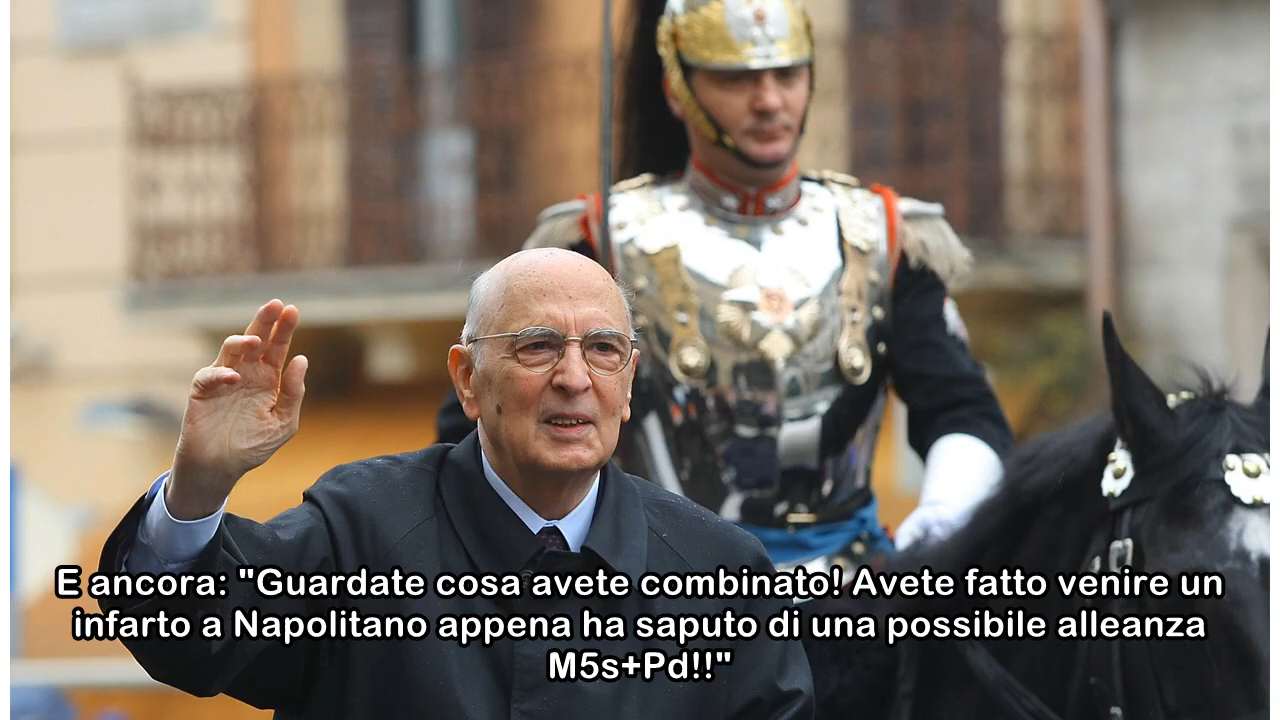 E ancora: "Guardate cosa avete combinato! Avete fatto venire un
infarto a Napolitano appena ha saputo di una possibile alleanza
M5s+Pd!!"